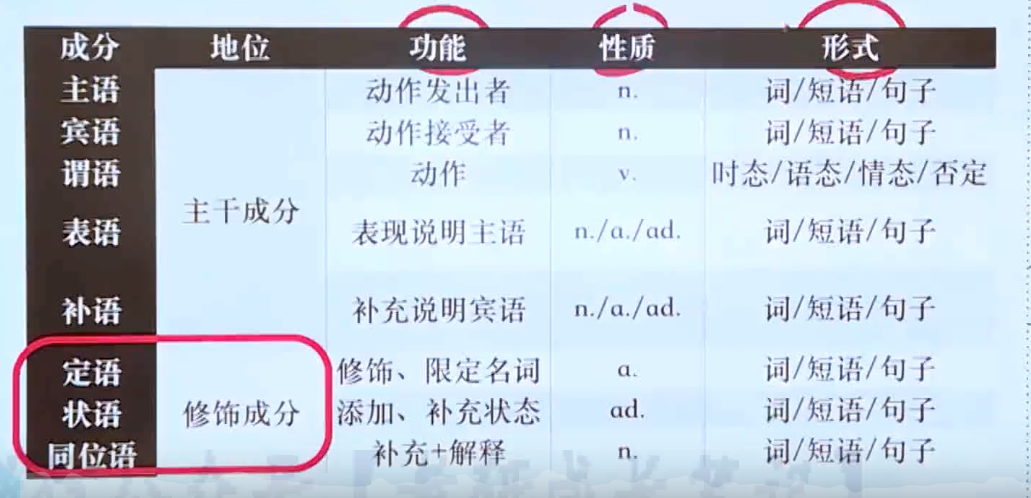 成分 地位 功能 性质 形式
主语 动作发出者 n. 词/短语/句子
宾语 动作接受者 n. 词/短语/句子
谓语 动作 v. 时态/语态/情态/否定
主干成分
表语 表现说明主语 n./a./ad. 词/短语/句子
补语 补充说明宾语 n./a./ad. 词/短语/句子
定语 修饰、限定名词 a. 词/短语/句子
状语 修饰成分 添加、补充状态 ad. 词/短语/句子
同位语 补充+解释 n. 词/短语/句子